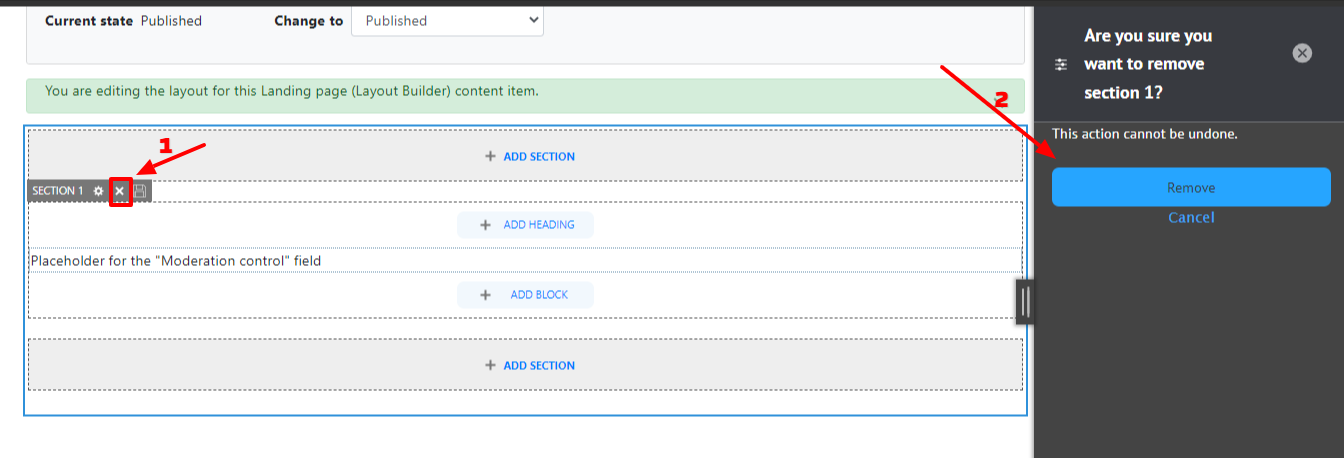 Current state Published Change to Published
You are editing the layout for this Landing page (Layout Builder) content item.
1
+ ADD SECTION
SECTION 1
+ ADD HEADING
Placeholder for the "Moderation control" field
+ ADD BLOCK
+ ADD SECTION
Are you sure you
want to remove
section 1?
2
This action cannot be undone.
Remove
Cancel